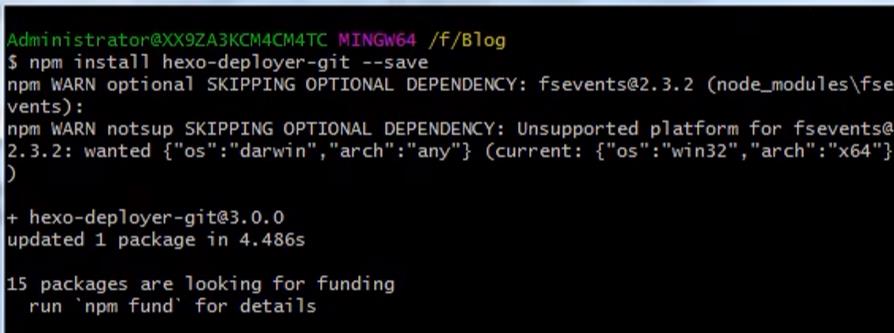 Administrator@XX9ZA3KCM4CM4TC MINGW64 /f/Blog
$ npm install hexo-deployer-git --save
npm WARN optional SKIPPING OPTIONAL DEPENDENCY: fsevents@2.3.2 (node_modules\fse
vents):
npm WARN notsup SKIPPING OPTIONAL DEPENDENCY: Unsupported platform for fsevents@
2.3.2: wanted {"os":"darwin","arch":"any"} (current: {"os":"win32","arch":"x64"}
)
+ hexo-deployer-git@3.0.0
updated 1 package in 4.486s
15 packages are looking for funding
run `npm fund` for details